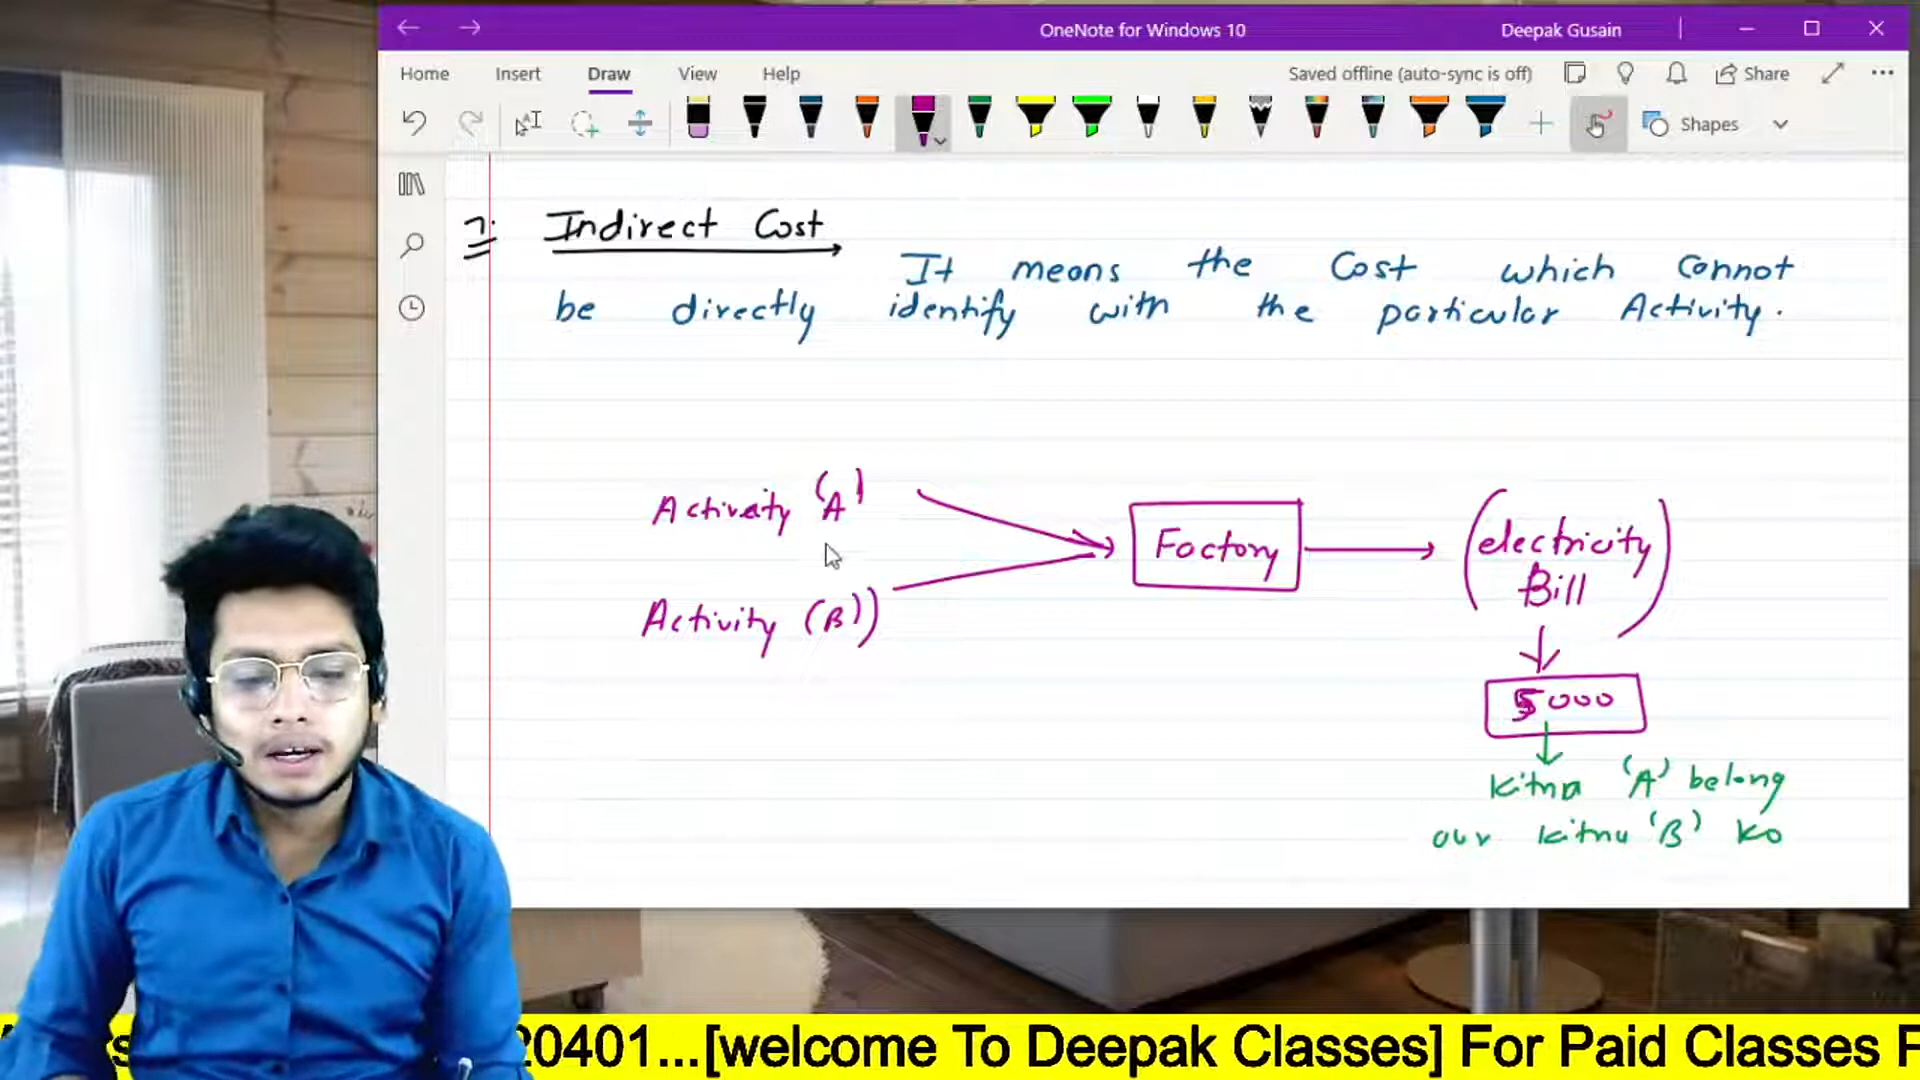 OneNote for Windows 10
Deepak Gusain
Home Insert Draw View Help
Saved offline (auto-sync is off)
Share
Shapes
7. Indirect Cost
It means the Cost which cannot
be directly identify with the particular Activity.
Activity (A)
Activity (B))
Factory
(electricity
Bill)
5000
kitna 'A' belong
aur kitna 'B' ko
20401...[welcome To Deepak Classes] For Paid Classes